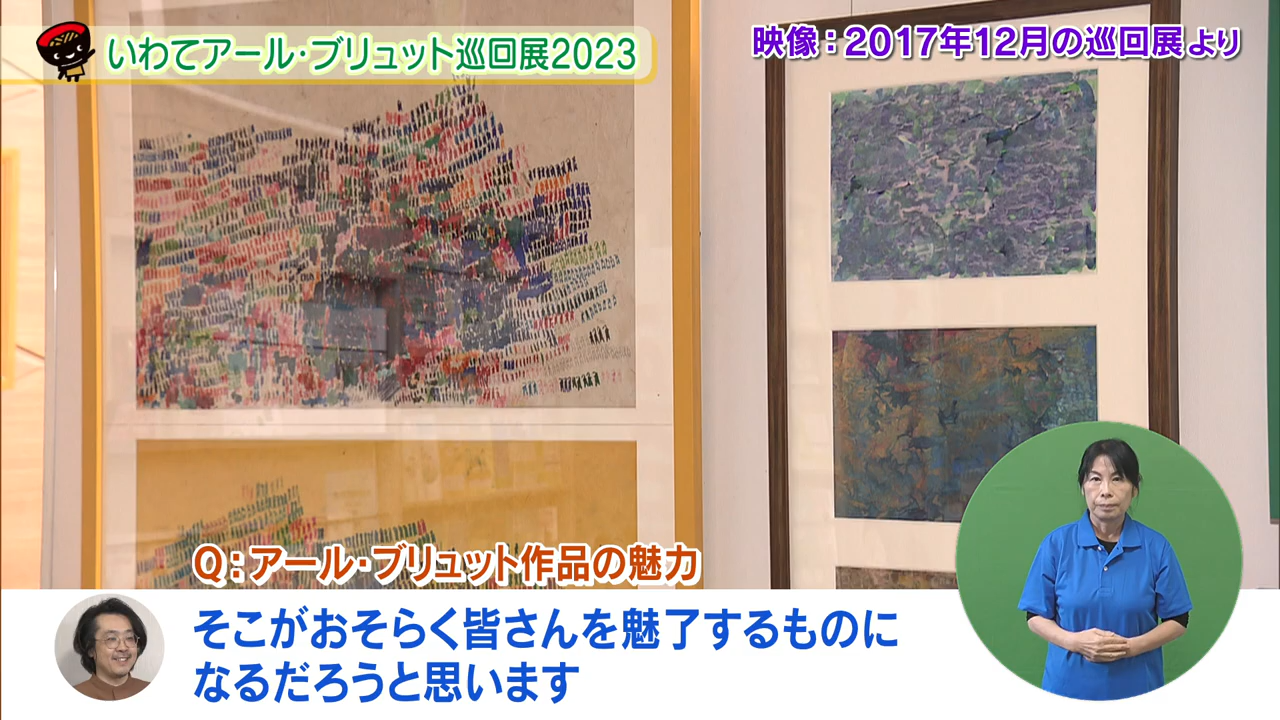 いわてアール・ブリュット巡回展2023
映像：2017年12月の巡回展より
Q：アール・ブリュット作品の魅力
そこがおそらく皆さんを魅了するものに
なるだろうと思います